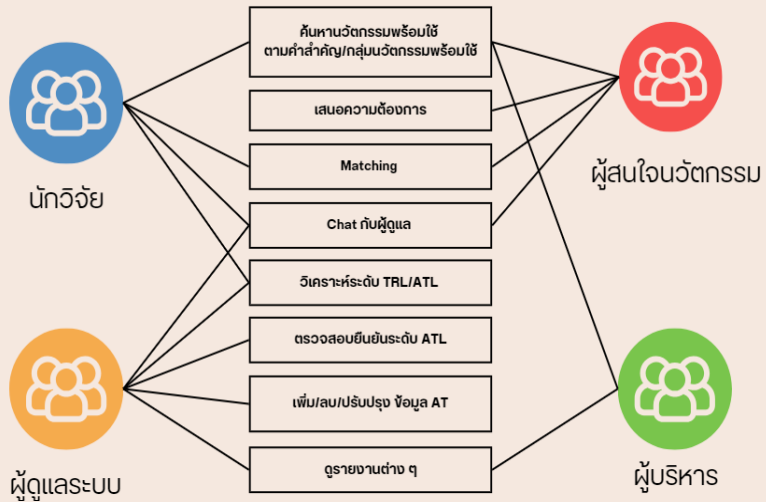 ค้นหานวัตกรรมพร้อมใช้
ตามคำสำคัญ/กลุ่มนวัตกรรมพร้อมใช้
เสนอความต้องการ
Matching
Chat กับผู้ดูแล
วิเคราะห์ระดับ TRL/ATL
ตรวจสอบยืนยันระดับ ATL
เพิ่ม/ลบ/ปรับปรุง ข้อมูล AT
ดูรายงานต่าง ๆ
นักวิจัย
ผู้ดูแลระบบ
ผู้สนใจนวัตกรรม
ผู้บริหาร